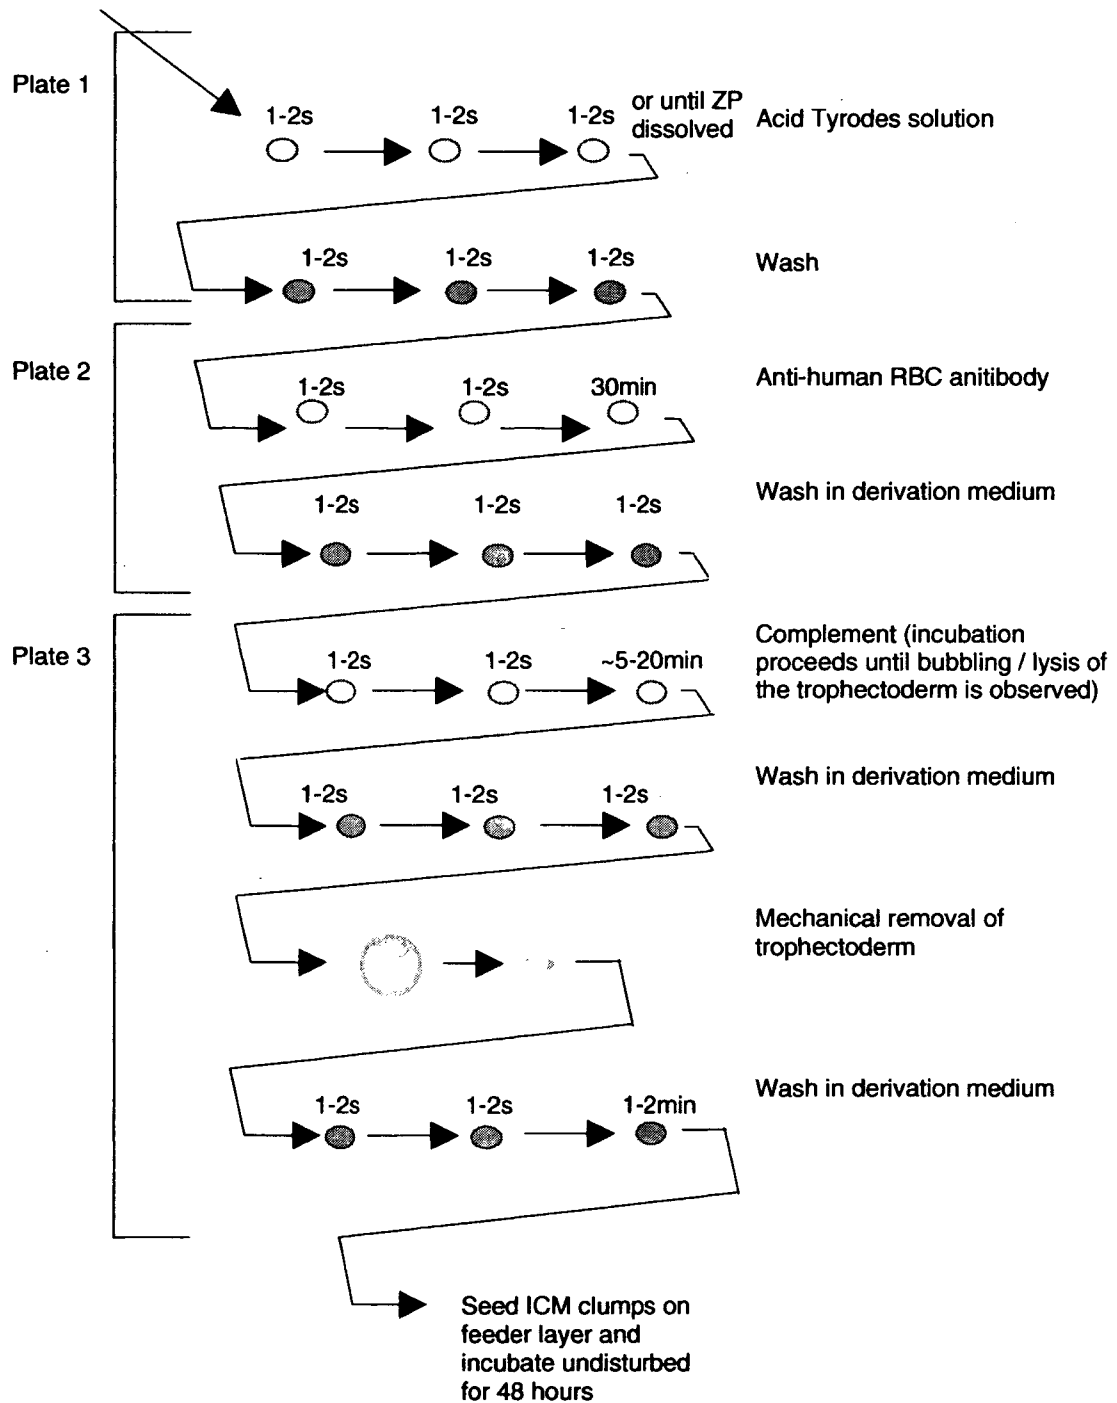 Plate 1
1-2s
1-2s
1-2s
or until ZP
dissolved
Acid Tyrodes solution
1-2s
1-2s
1-2s
Wash
Plate 2
1-2s
1-2s
30min
Anti-human RBC anitibody
1-2s
1-2s
1-2s
Wash in derivation medium
Plate 3
1-2s
1-2s
~5-20min
Complement (incubation
proceeds until bubbling / lysis of
the trophectoderm is observed)
1-2s
1-2s
1-2s
Wash in derivation medium
Mechanical removal of
trophectoderm
1-2s
1-2s
1-2min
Wash in derivation medium
Seed ICM clumps on
feeder layer and
incubate undisturbed
for 48 hours